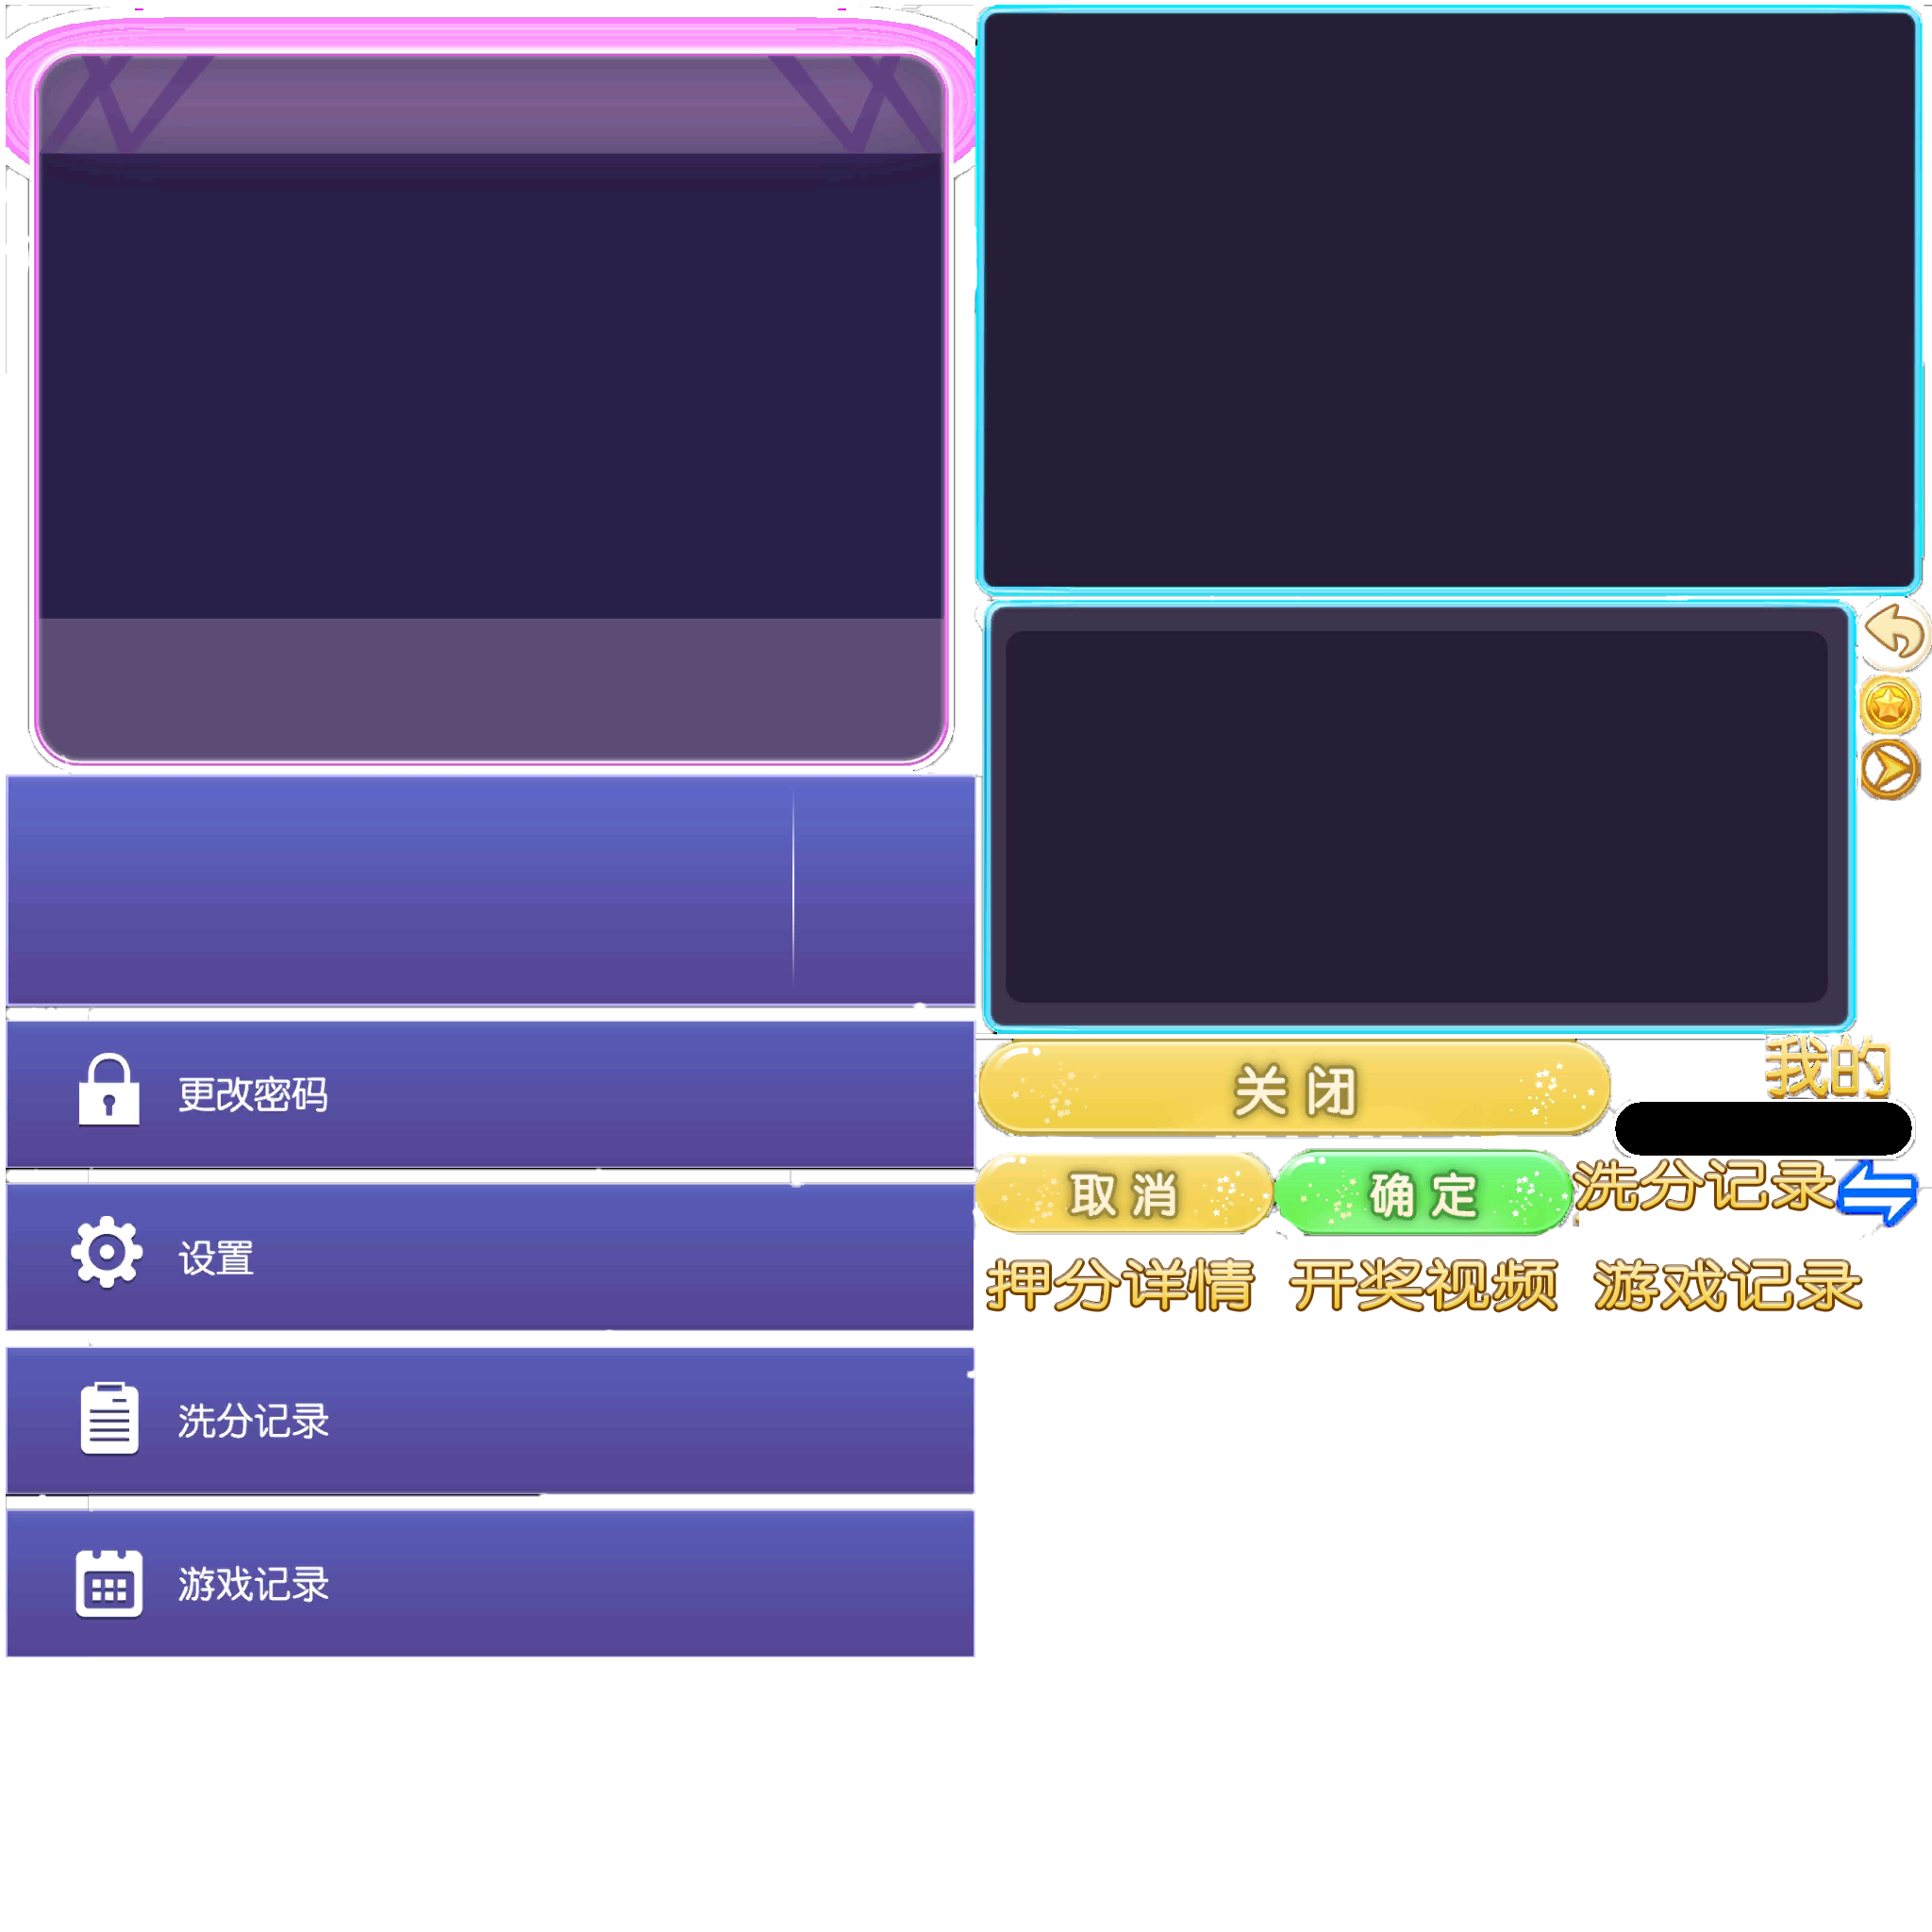 更改密码
设置
洗分记录
游戏记录
关闭
我的
取消
确定
洗分记录
押分详情
开奖视频
游戏记录